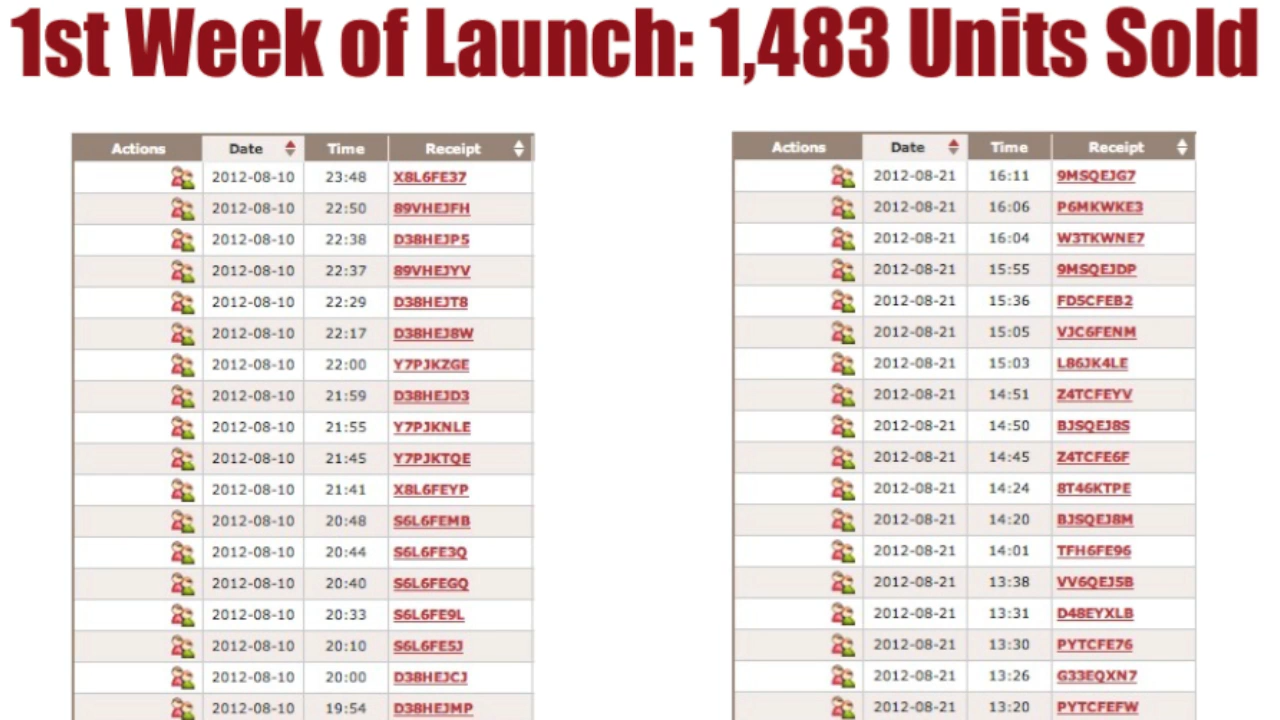 1st Week of Launch: 1,483 Units Sold
Actions Date Time Receipt
2012-08-10 23:48 X8L6FE37
2012-08-10 22:50 89VHEJFH
2012-08-10 22:38 D38HEJP5
2012-08-10 22:37 89VHEJYV
2012-08-10 22:29 D38HEJT8
2012-08-10 22:17 D38HEJ8W
2012-08-10 22:00 Y7PJKZGE
2012-08-10 21:59 D38HEJD3
2012-08-10 21:55 Y7PJKNLE
2012-08-10 21:45 Y7PJKTQE
2012-08-10 21:41 X8L6FEYP
2012-08-10 20:48 S6L6FEMB
2012-08-10 20:44 S6L6FE3Q
2012-08-10 20:40 S6L6FEGQ
2012-08-10 20:33 S6L6FE9L
2012-08-10 20:10 S6L6FE5J
2012-08-10 20:00 D38HEJCJ
2012-08-10 19:54 D38HEJMP
Actions Date Time Receipt
2012-08-21 16:11 9MSQEJG7
2012-08-21 16:06 P6MKWKE3
2012-08-21 16:04 W3TKWNE7
2012-08-21 15:55 9MSQEJDP
2012-08-21 15:36 FD5CFEB2
2012-08-21 15:05 VJC6FENM
2012-08-21 15:03 L86JK4LE
2012-08-21 14:51 Z4TCFEYV
2012-08-21 14:50 BJSQEJ8S
2012-08-21 14:45 Z4TCFE6F
2012-08-21 14:24 8T46KTPE
2012-08-21 14:20 BJSQEJ8M
2012-08-21 14:01 TFH6FE96
2012-08-21 13:38 VV6QEJ5B
2012-08-21 13:31 D48EYXLB
2012-08-21 13:30 PYTCFE76
2012-08-21 13:26 G33EQXN7
2012-08-21 13:20 PYTCFEFW